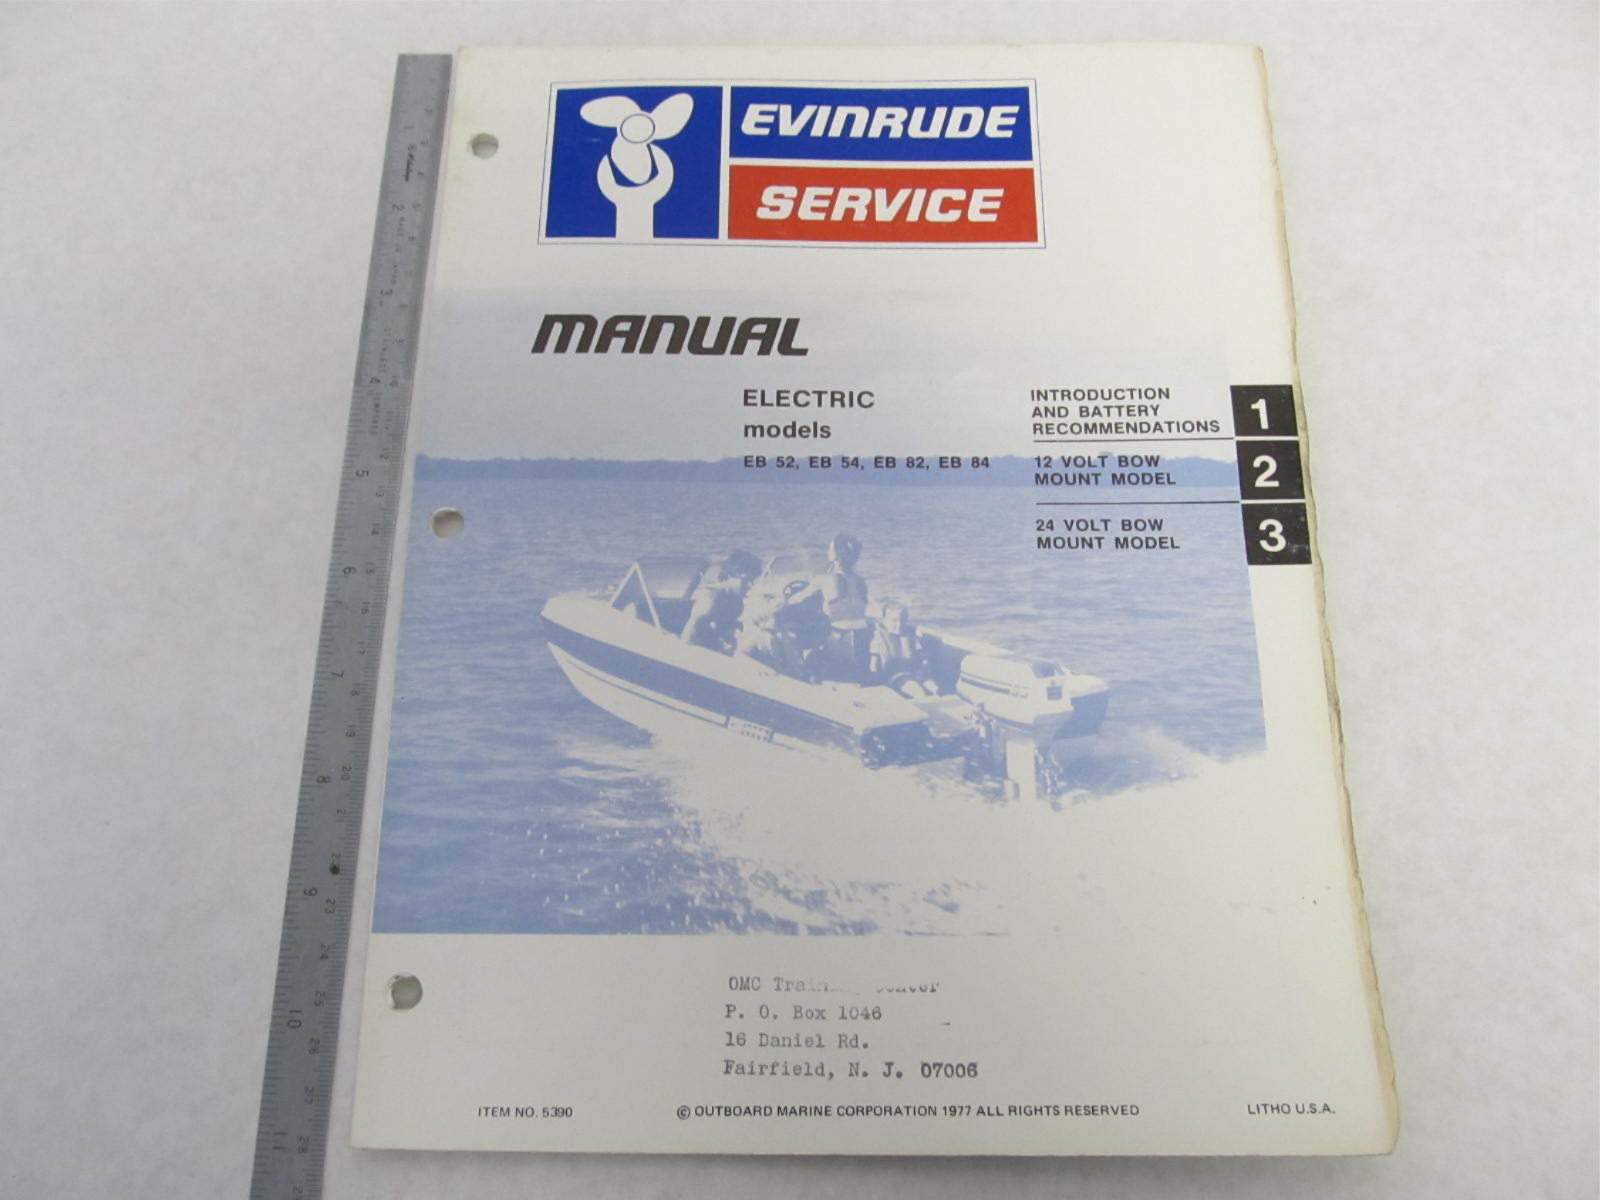 EVINRUDE
SERVICE
MANUAL
ELECTRIC
models
EB 52, EB 54, EB 82, EB 84
INTRODUCTION
AND BATTERY
RECOMMENDATIONS
1
12 VOLT BOW
MOUNT MODEL
2
24 VOLT BOW
MOUNT MODEL
3
OMC
P. O. Box 1046
16 Daniel Rd.
Fairfield, N. J. 07006
ITEM NO. 5390
© OUTBOARD MARINE CORPORATION 1977 ALL RIGHTS RESERVED
LITHO U.S.A.